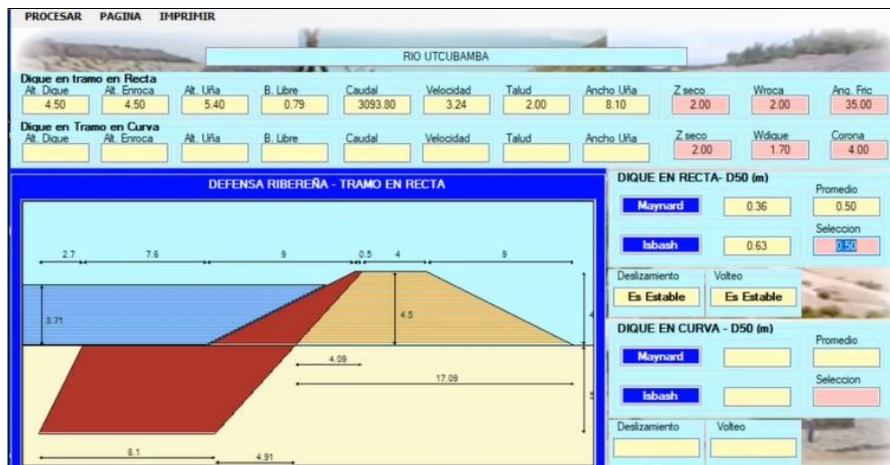 PROCESAR PAGINA IMPRIMIR
RIO UTCUBAMBA
Dique en tramo en Recta
Alt. Dique Alt. Enroca Alt. Uña B. Libre Caudal Velocidad Talud Ancho Uña Z seco Wroca Ang. Fric
4.50 4.50 5.40 0.79 3093.80 3.24 2.00 8.10 2.00 2.00 35.00
Dique en Tramo en Curva
Alt. Dique Alt. Enroca Alt. Uña B. Libre Caudal Velocidad Talud Ancho Uña Z seco Wdique Corona
2.00 1.70 4.00
DEFENSA RIBEREÑA - TRAMO EN RECTA
2.7 7.6 9 0.5 4 9
3.71
4.5
4
4.09
17.09
8.1
4.91
DIQUE EN RECTA- D50 (m)
Promedio
Maynard 0.36 0.50
Seleccion
Isbash 0.63 0.50
Deslizamiento Volteo
Es Estable Es Estable
DIQUE EN CURVA - D50 (m)
Promedio
Maynard
Seleccion
Isbash
Deslizamiento Volteo